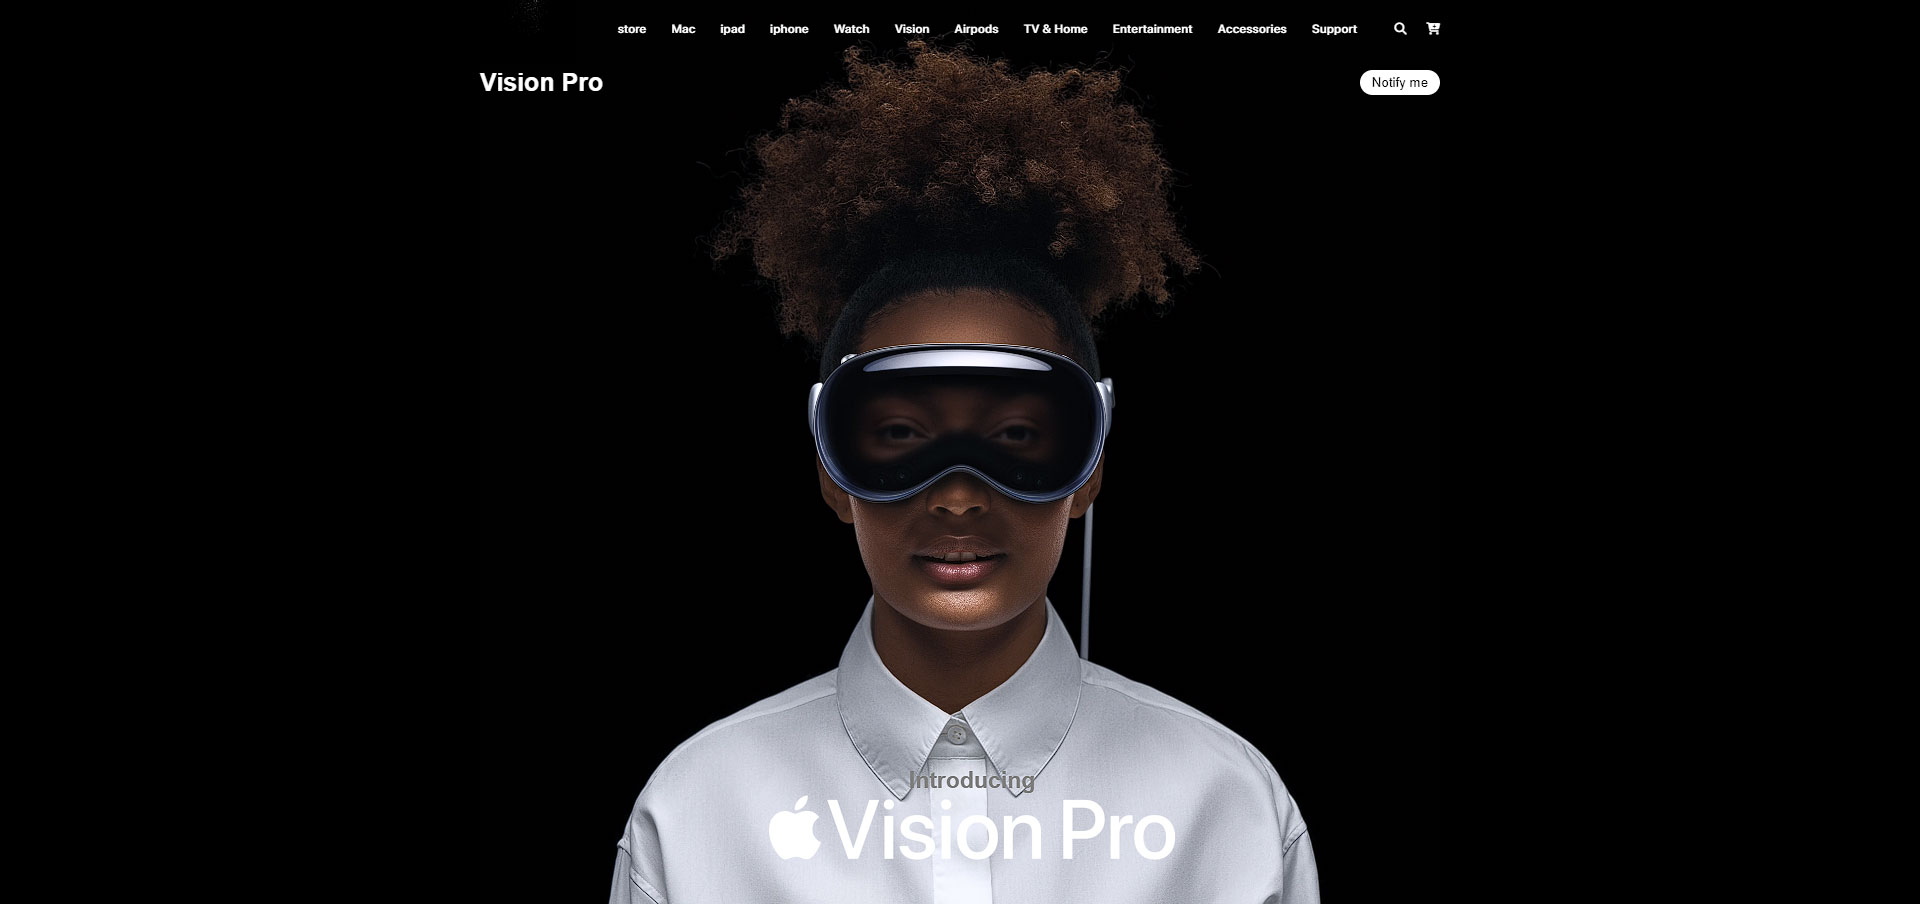 store Mac ipad iphone Watch Vision Airpods TV & Home Entertainment Accessories Support
Vision Pro Notify me
Introducing
Vision Pro